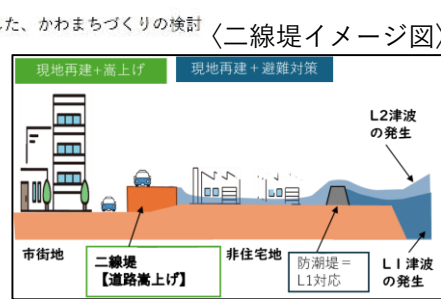 た、かわまちづくりの検討
〈二線堤イメージ図〉
現地再建+嵩上げ
現地再建+避難対策
L2津波
の発生
市街地
二線堤
【道路嵩上げ】
非住宅地
防潮堤=
L1対応
L1津波
の発生